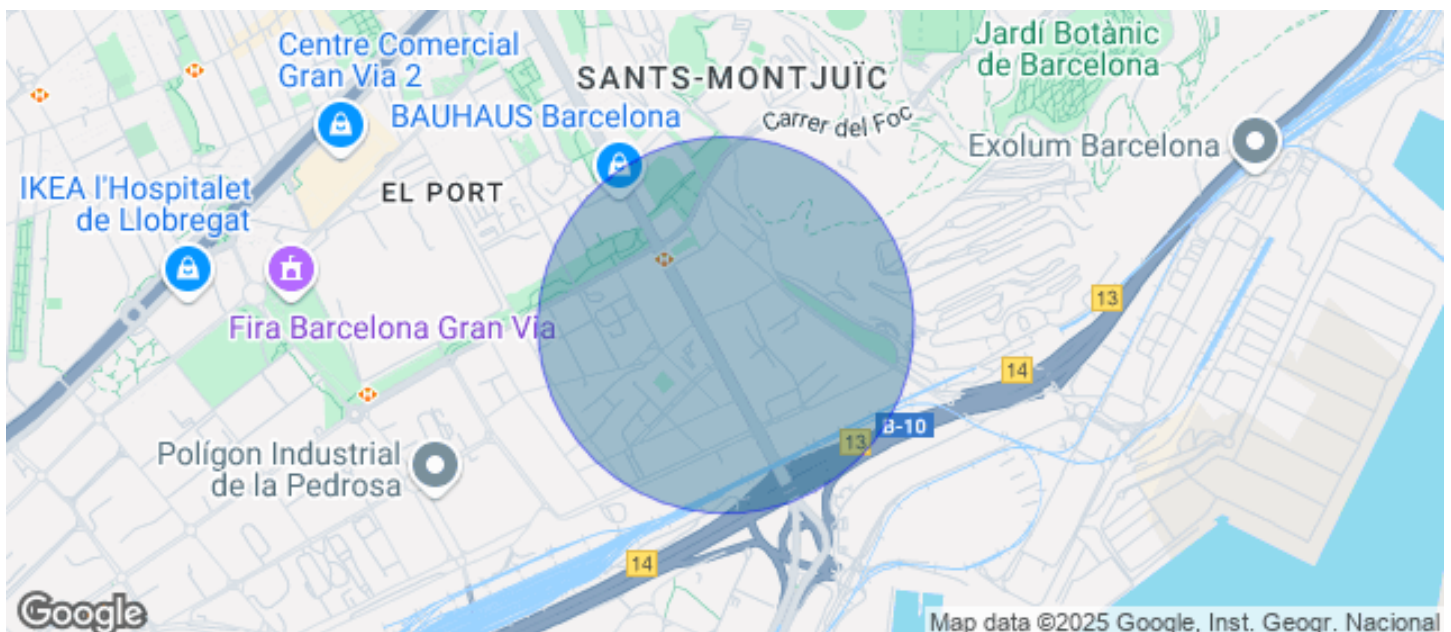 Centre Comercial
Gran Via 2
SANTS-MONTJUÏC
Jardí Botànic
de Barcelona
BAUHAUS Barcelona
Carrer del Foc
Exolum Barcelona
IKEA l'Hospitalet
de Llobregat
EL PORT
Fira Barcelona Gran Via
13
14
B-10
13
Polígon Industrial
de la Pedrosa
14
Google
Map data ©2025 Google, Inst. Geogr. Nacional